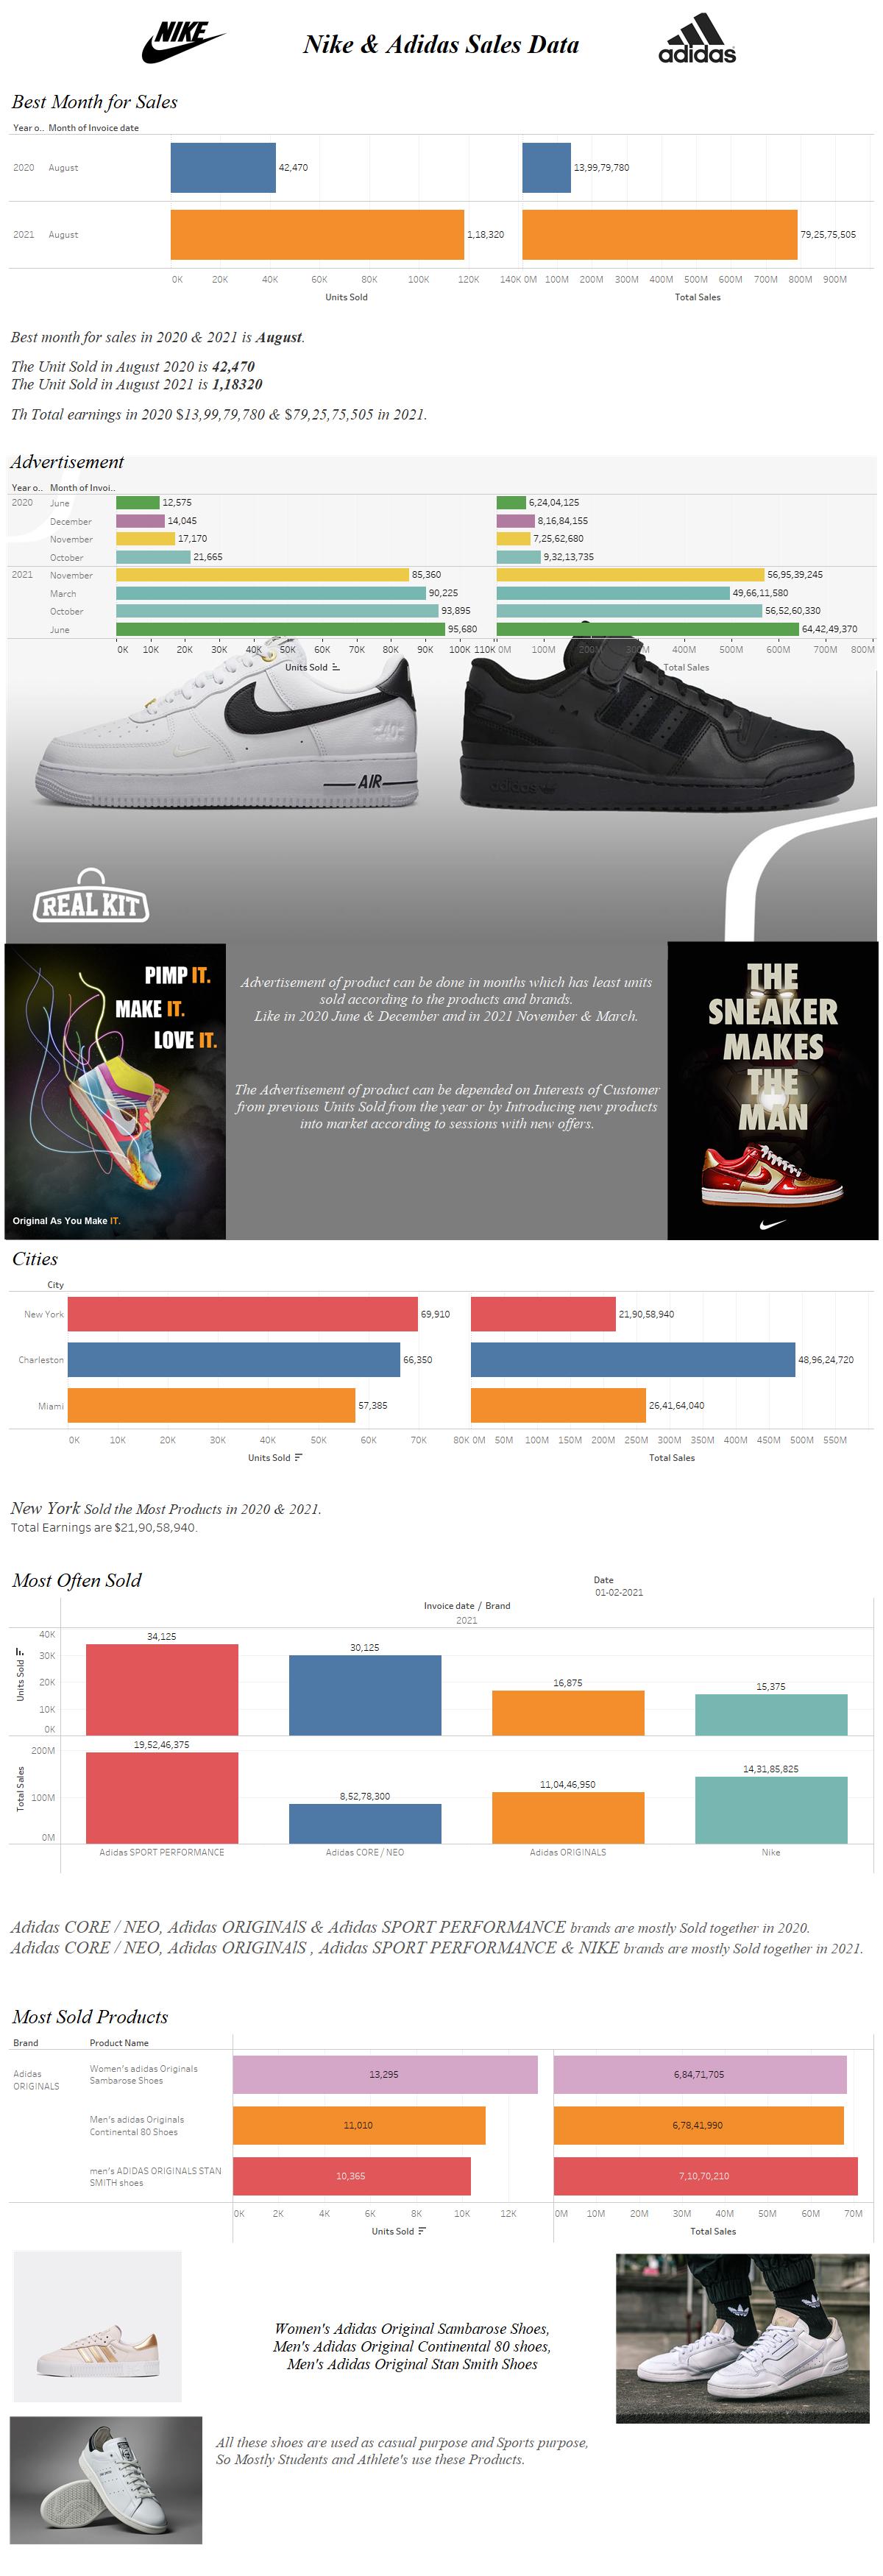 NIKE
Nike & Adidas Sales Data
adidas
Best Month for Sales
Year o.. Month of Invoice date
2020 August 42,470 13,99,79,780
2021 August 1,18,320 79,25,75,505
0K 20K 40K 60K 80K 100K 120K 140K 0M 100M 200M 300M 400M 500M 600M 700M 800M 900M
Units Sold Total Sales
Best month for sales in 2020 & 2021 is August.
The Unit Sold in August 2020 is 42,470
The Unit Sold in August 2021 is 1,18320
Th Total earnings in 2020 $13,99,79,780 & $79,25,75,505 in 2021.
Advertisement
Year o.. Month of Invoi..
2020 June 12,575 6,24,04,125
December 14,045 8,16,84,155
November 17,170 7,25,62,680
October 21,665 9,32,13,735
2021 November 85,360 56,95,39,245
March 90,225 49,66,11,580
October 93,895 56,52,60,330
June 95,680 64,42,49,370
0K 10K 20K 30K 40K 50K 60K 70K 80K 90K 100K 110K 0M 100M 200M 300M 400M 500M 600M 700M 800M
Units Sold Total Sales
AIR
adidas
REAL KIT
PIMP IT.
MAKE IT.
LOVE IT.
Original As You Make IT.
Advertisement of product can be done in months which has least units
sold according to the products and brands.
Like in 2020 June & December and in 2021 November & March.
The Advertisement of product can be depended on Interests of Customer
from previous Units Sold from the year or by Introducing new products
into market according to sessions with new offers.
THE
SNEAKER
MAKES
THE
MAN
Cities
City
New York 69,910 21,90,58,940
Charleston 66,350 48,96,24,720
Miami 57,385 26,41,64,040
0K 10K 20K 30K 40K 50K 60K 70K 80K 0M 50M 100M 150M 200M 250M 300M 350M 400M 450M 500M 550M
Units Sold Total Sales
New York Sold the Most Products in 2020 & 2021.
Total Earnings are $21,90,58,940.
Most Often Sold
Date
01-02-2021
Invoice date / Brand
2021
Units Sold
40K
30K
20K
10K
0K
34,125 30,125 16,875 15,375
Total Sales
200M
100M
0M
19,52,46,375 8,52,78,300 11,04,46,950 14,31,85,825
Adidas SPORT PERFORMANCE Adidas CORE / NEO Adidas ORIGINALS Nike
Adidas CORE / NEO, Adidas ORIGINAlS & Adidas SPORT PERFORMANCE brands are mostly Sold together in 2020.
Adidas CORE / NEO, Adidas ORIGINAlS , Adidas SPORT PERFORMANCE & NIKE brands are mostly Sold together in 2021.
Most Sold Products
Brand Product Name
Adidas
ORIGINALS
Women's adidas Originals
Sambarose Shoes
13,295 6,84,71,705
Men's adidas Originals
Continental 80 Shoes
11,010 6,78,41,990
men's ADIDAS ORIGINALS STAN
SMITH shoes
10,365 7,10,70,210
0K 2K 4K 6K 8K 10K 12K 0M 10M 20M 30M 40M 50M 60M 70M
Units Sold Total Sales
Women's Adidas Original Sambarose Shoes,
Men's Adidas Original Continental 80 shoes,
Men's Adidas Original Stan Smith Shoes
All these shoes are used as casual purpose and Sports purpose,
So Mostly Students and Athlete's use these Products.